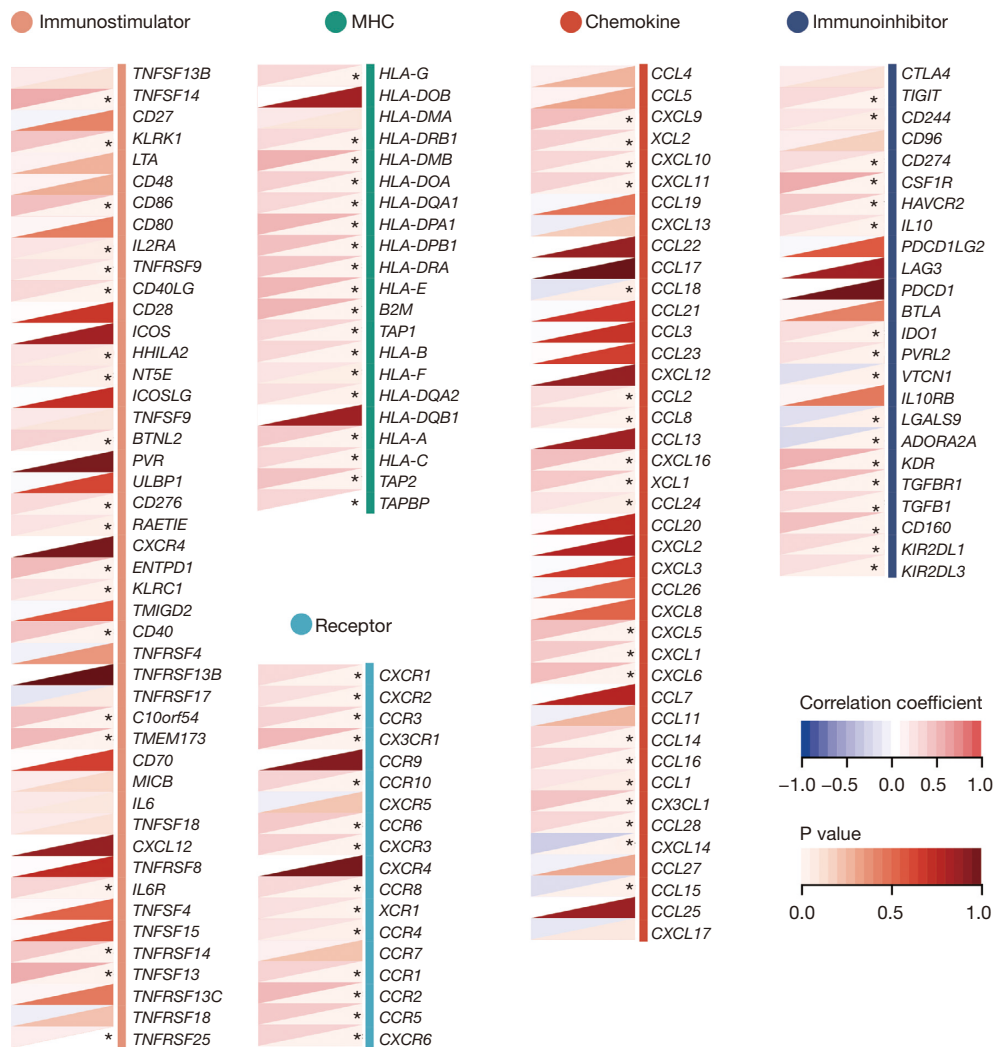 Immunostimulator
TNFSF13B
TNFSF14
*
CD27
KLRK1
*
LTA
CD48
CD86
*
CD80
IL2RA
*
TNFRSF9
*
CD40LG
*
CD28
ICOS
HHILA2
*
NT5E
*
ICOSLG
TNFSF9
BTNL2
*
PVR
ULBP1
CD276
*
RAETIE
*
CXCR4
ENTPD1
*
KLRC1
*
TMIGD2
CD40
*
TNFRSF4
TNFRSF13B
TNFRSF17
C10orf54
*
TMEM173
*
CD70
MICB
IL6
TNFSF18
CXCL12
TNFRSF8
IL6R
*
TNFSF4
TNFSF15
TNFRSF14
*
TNFSF13
*
TNFRSF13C
TNFRSF18
TNFRSF25
*
MHC
HLA-G
*
HLA-DOB
HLA-DMA
HLA-DRB1
*
HLA-DMB
*
HLA-DOA
*
HLA-DQA1
*
HLA-DPA1
*
HLA-DPB1
*
HLA-DRA
*
HLA-E
*
B2M
*
TAP1
*
HLA-B
*
HLA-F
*
HLA-DQA2
*
HLA-DQB1
HLA-A
*
HLA-C
*
TAP2
*
TAPBP
*
Receptor
CXCR1
*
CXCR2
*
CCR3
*
CX3CR1
*
CCR9
CCR10
*
CXCR5
CCR6
*
CXCR3
*
CXCR4
CCR8
*
XCR1
*
CCR4
*
CCR7
CCR1
*
CCR2
*
CCR5
*
CXCR6
*
Chemokine
CCL4
CCL5
CXCL9
*
XCL2
*
CXCL10
*
CXCL11
*
CCL19
CXCL13
CCL22
CCL17
CCL18
*
CCL21
CCL3
CCL23
CXCL12
CCL2
*
CCL8
*
CCL13
CXCL16
*
XCL1
*
CCL24
*
CCL20
CXCL2
CXCL3
CCL26
CXCL8
CXCL5
*
CXCL1
*
CXCL6
*
CCL7
CCL11
CCL14
*
CCL16
*
CCL1
*
CX3CL1
*
CCL28
*
CXCL14
*
CCL27
CCL15
*
CCL25
CXCL17
Immunoinhibitor
CTLA4
TIGIT
*
CD244
*
CD96
CD274
*
CSF1R
*
HAVCR2
*
IL10
*
PDCD1LG2
LAG3
PDCD1
BTLA
IDO1
*
PVRL2
*
VTCN1
*
IL10RB
LGALS9
*
ADORA2A
*
KDR
*
TGFBR1
*
TGFB1
*
CD160
*
KIR2DL1
*
KIR2DL3
*
Correlation coefficient
−1.0 −0.5 0.0 0.5 1.0
P value
0.0 0.5 1.0